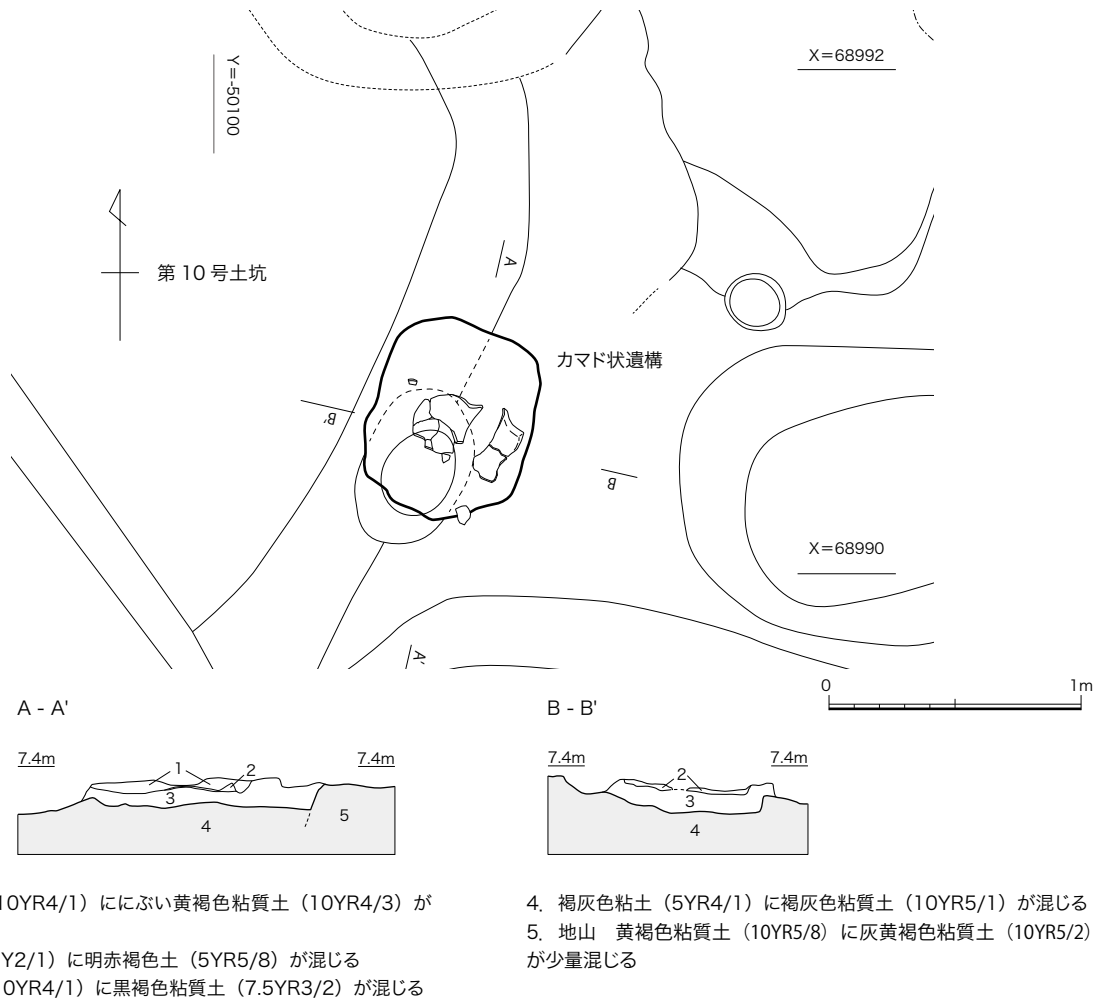 X=68992
Y=-50100
第 10 号土坑
A
カマド状遺構
B'
B
X=68990
A'
0 1m
A - A'
B - B'
7.4m 7.4m
1 2
3
4 5
7.4m 7.4m
2
3
4
10YR4/1）ににぶい黄褐色粘質土（10YR4/3）が
Y2/1）に明赤褐色土（5YR5/8）が混じる
0YR4/1）に黒褐色粘質土（7.5YR3/2）が混じる
4．褐灰色粘土（5YR4/1）に褐灰色粘質土（10YR5/1）が混じる
5．地山　黄褐色粘質土（10YR5/8）に灰黄褐色粘質土（10YR5/2）
が少量混じる